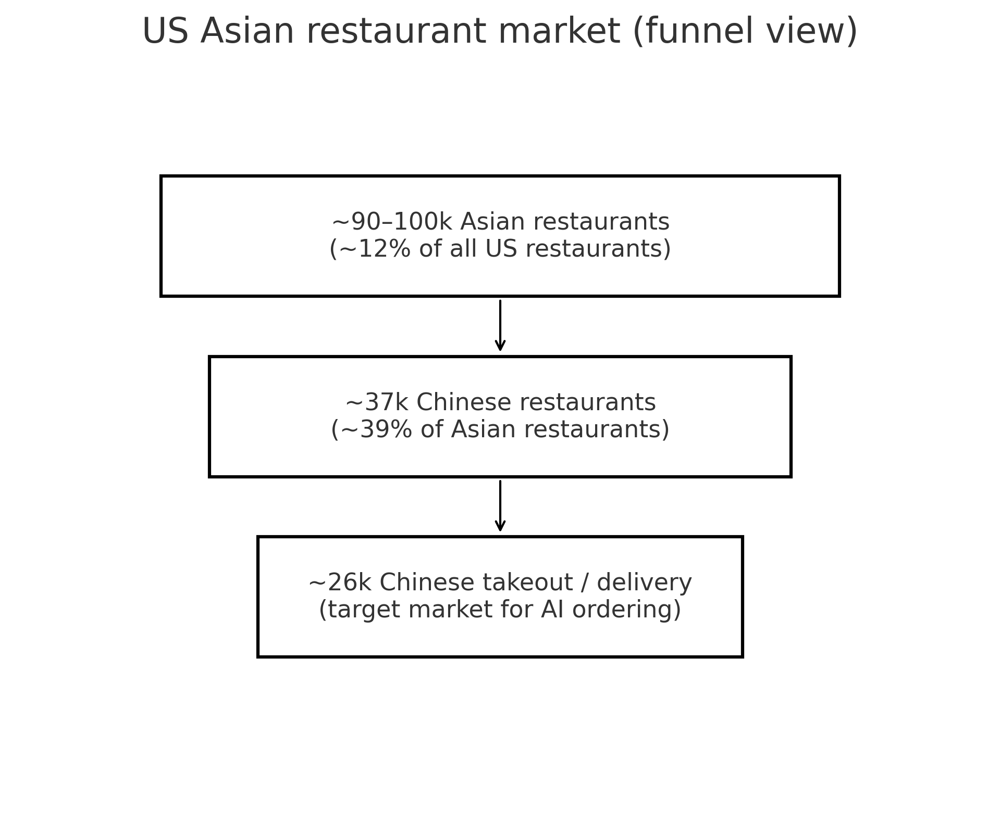 US Asian restaurant market (funnel view)
~90–100k Asian restaurants
(~12% of all US restaurants)
~37k Chinese restaurants
(~39% of Asian restaurants)
~26k Chinese takeout / delivery
(target market for AI ordering)